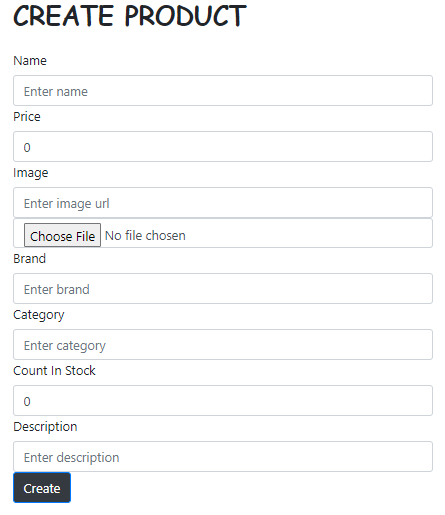 CREATE PRODUCT
Name
Enter name
Price
0
Image
Enter image url
Choose File No file chosen
Brand
Enter brand
Category
Enter category
Count In Stock
0
Description
Enter description
Create